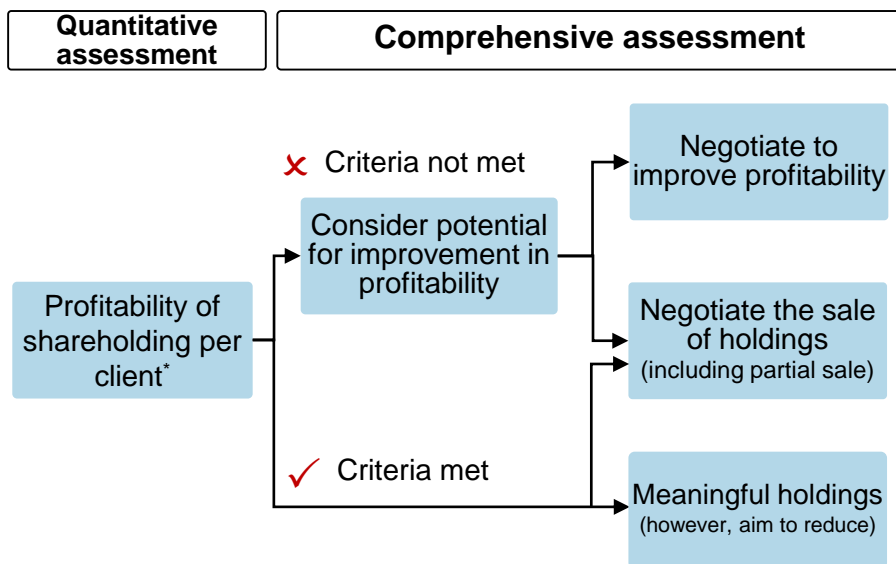 Quantitative
assessment
Comprehensive assessment
Criteria not met
Negotiate to
improve profitability
Consider potential
for improvement in
profitability
Profitability of
shareholding per
client*
Negotiate the sale
of holdings
(including partial sale)
Criteria met
Meaningful holdings
(however, aim to reduce)